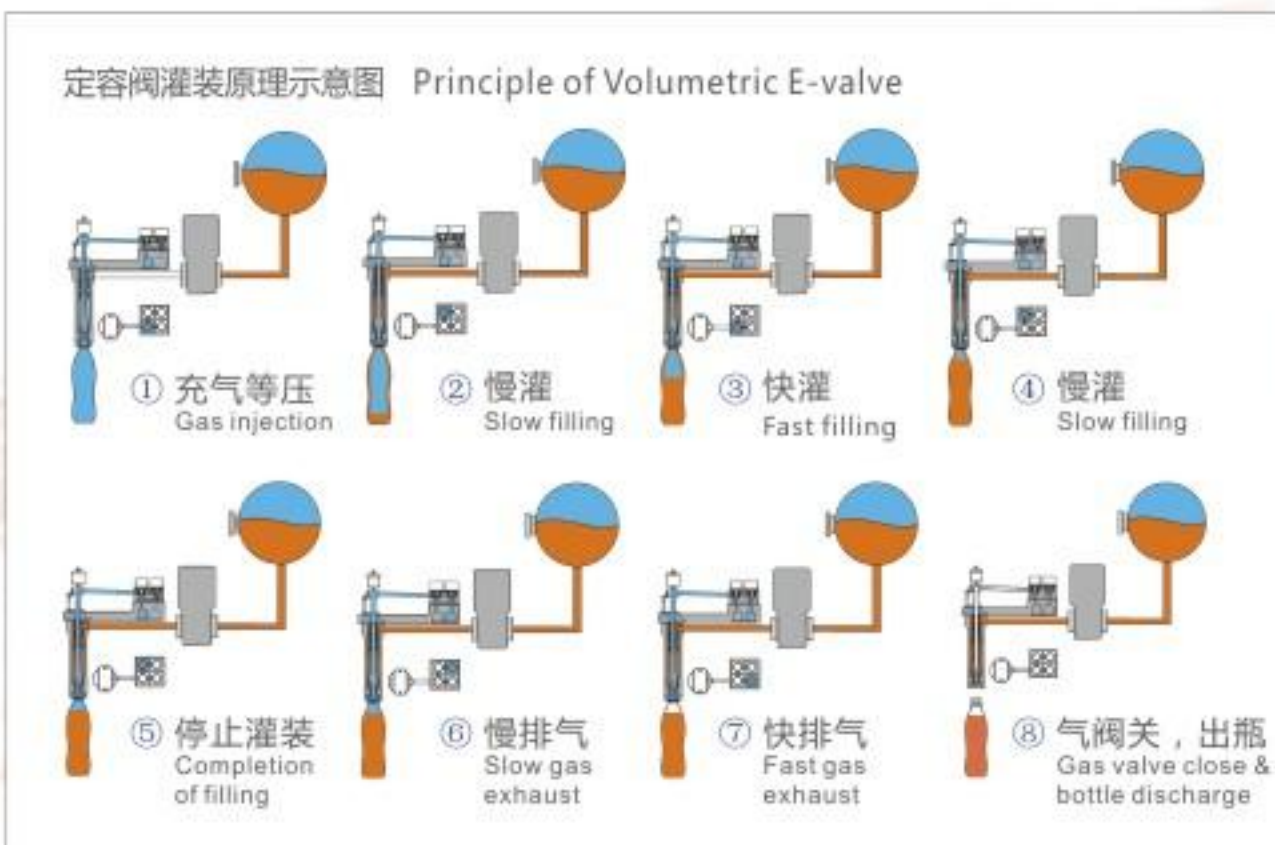 定容阀灌装原理示意图 Principle of Volumetric E-valve
① 充气等压
Gas injection
② 慢灌
Slow filling
③ 快灌
Fast filling
④ 慢灌
Slow filling
⑤ 停止灌装
Completion
of filling
⑥ 慢排气
Slow gas
exhaust
⑦ 快排气
Fast gas
exhaust
⑧ 气阀关，出瓶
Gas valve close &
bottle discharge